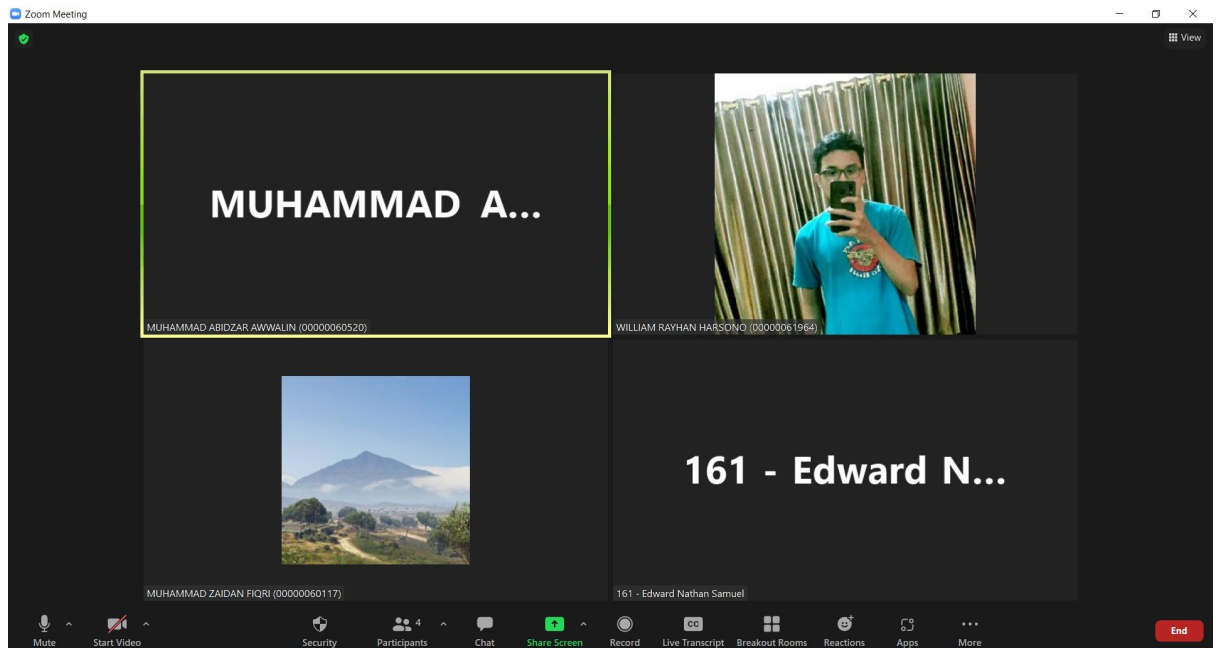 Zoom Meeting
View
MUHAMMAD A...
MUHAMMAD ABIDZAR AWWALIN (00000060520)
WILLIAM RAYHAN HARSONO (00000061964)
161 - Edward N...
MUHAMMAD ZAIDAN FIQRI (00000060117)
161 - Edward Nathan Samuel
4
CC
Mute Start Video Security Participants Chat Share Screen Record Live Transcript Breakout Rooms Reactions Apps More End